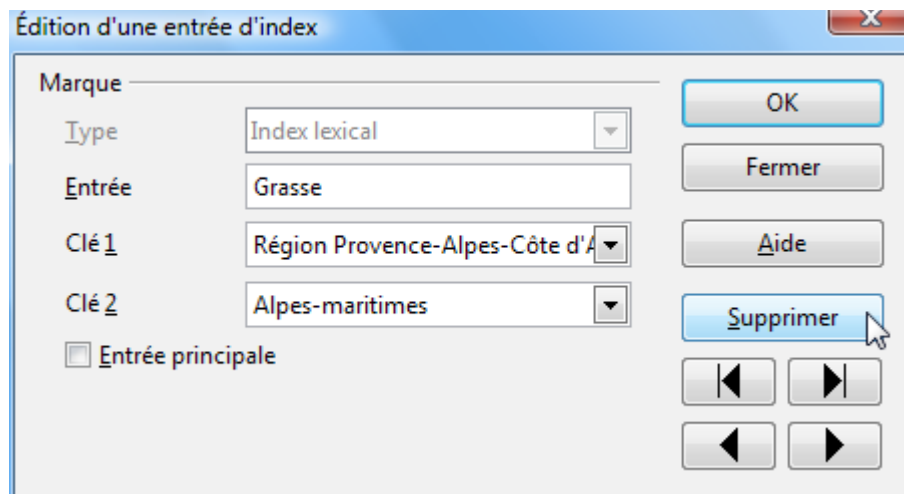 Édition d'une entrée d'index
Marque
Type Index lexical
Entrée Grasse
Clé 1 Région Provence-Alpes-Côte d'A
Clé 2 Alpes-maritimes
Entrée principale
OK
Fermer
Aide
Supprimer